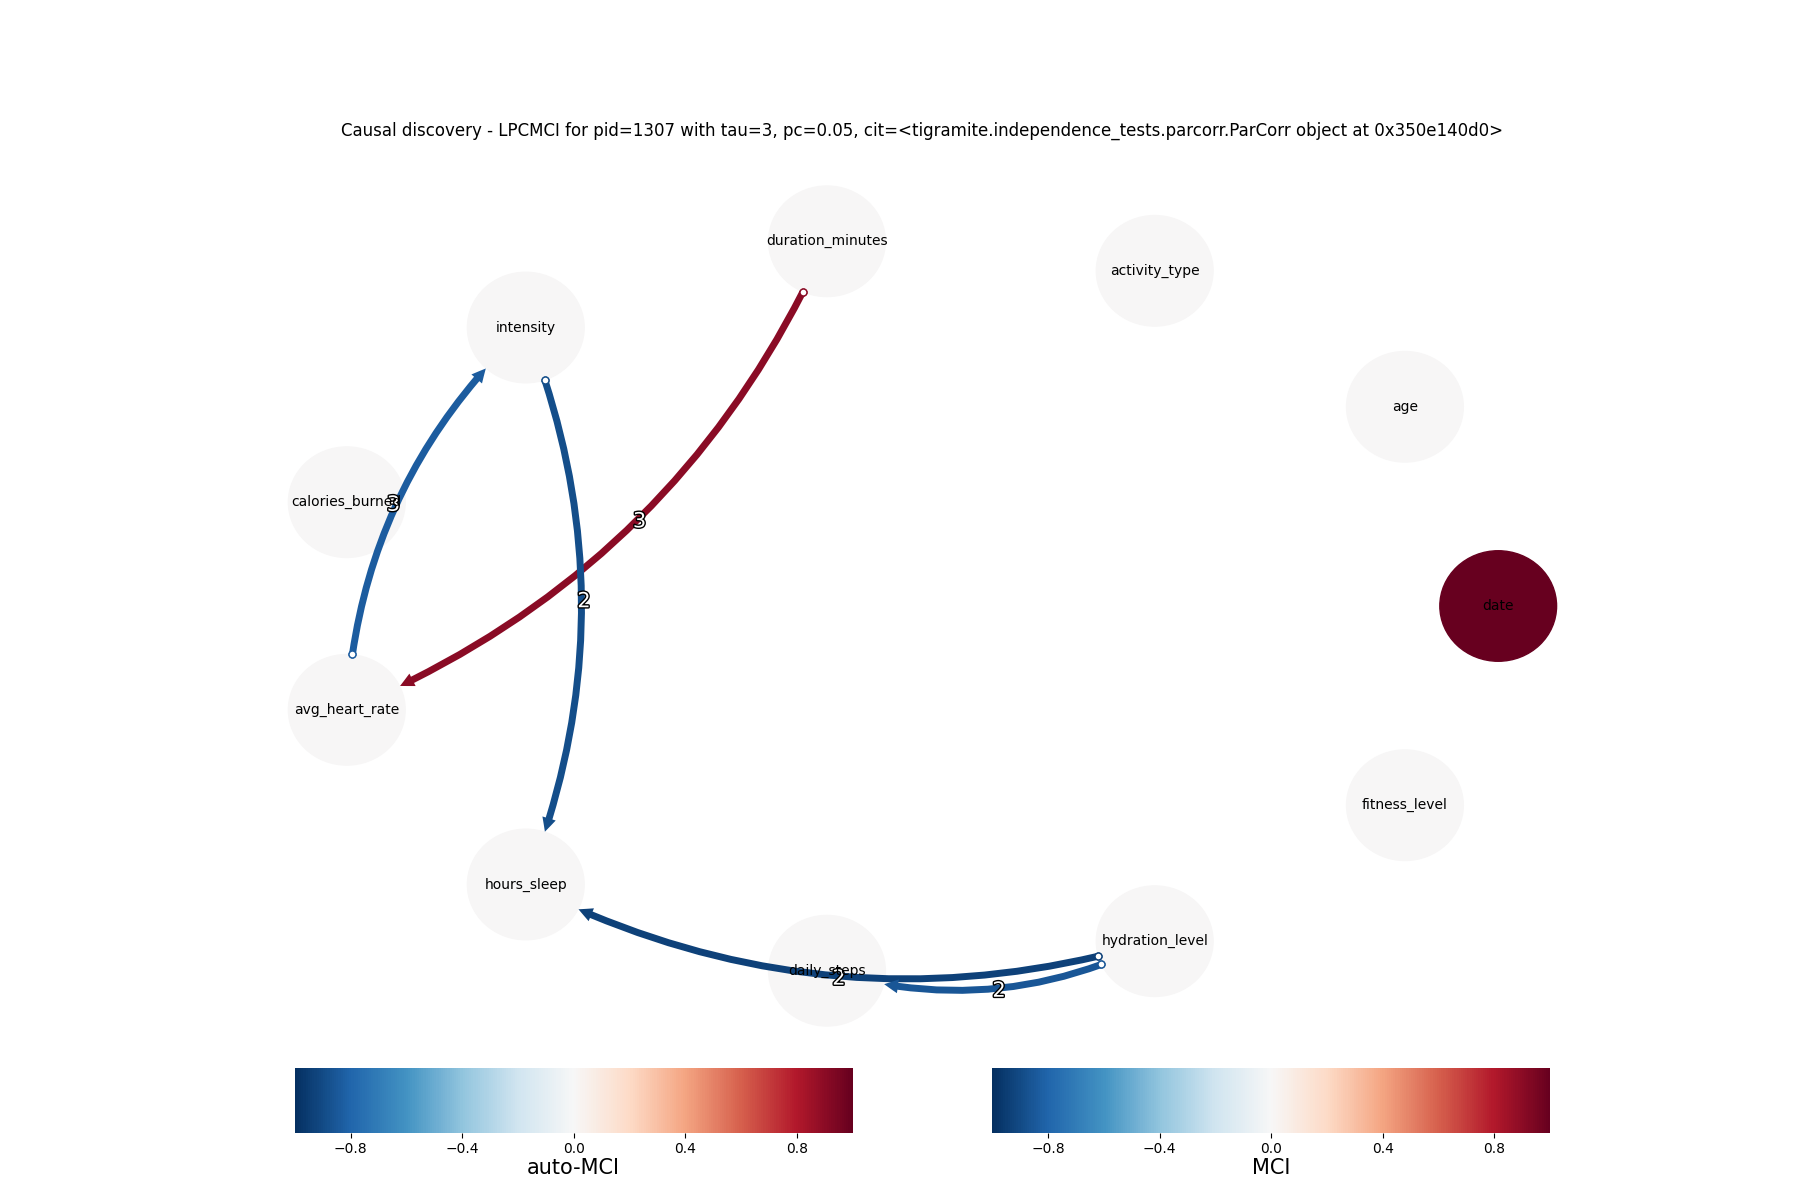 Causal discovery - LPCMCI for pid=1307 with tau=3, pc=0.05, cit=<tigramite.independence_tests.parcorr.ParCorr object at 0x350e140d0>
duration_minutes
activity_type
intensity
age
calories_burned
3
3
2
date
avg_heart_rate
fitness_level
hours_sleep
hydration_level
daily_steps
2
2
−0.8 −0.4 0.0 0.4 0.8
auto-MCI
−0.8 −0.4 0.0 0.4 0.8
MCI